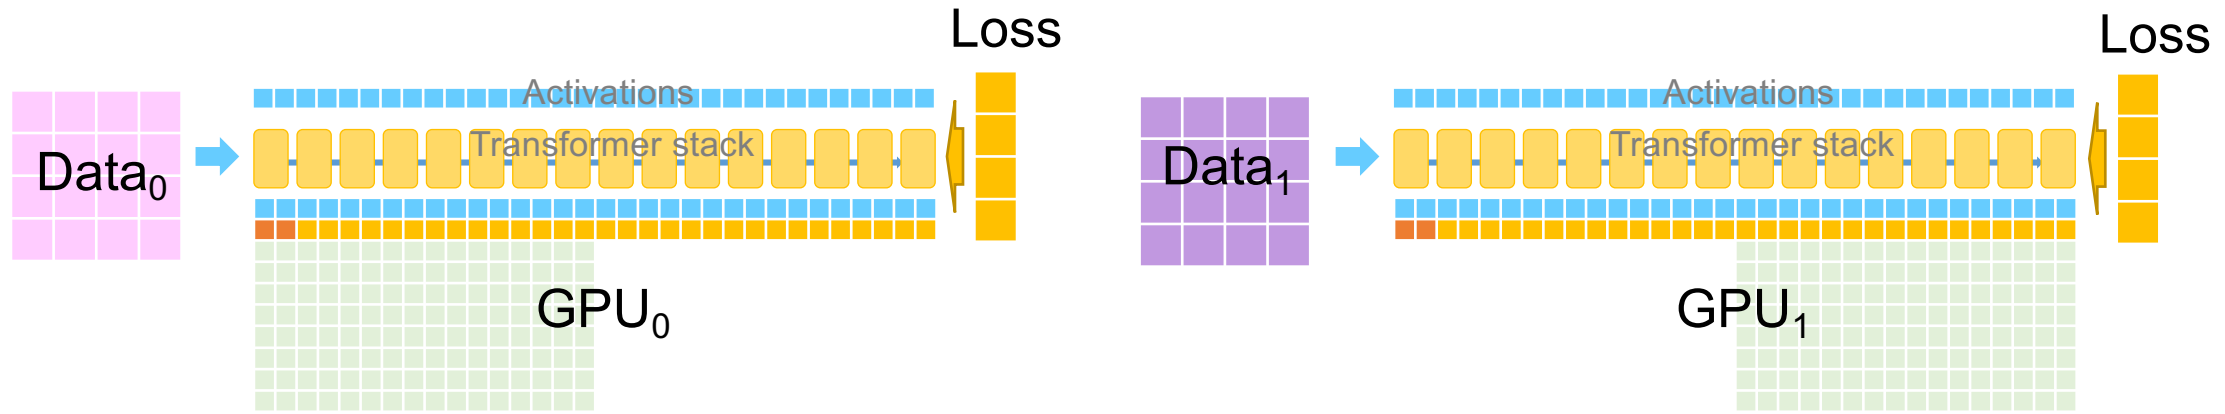 Loss
Activations
Transformer stack
Data0
GPU0
Loss
Activations
Transformer stack
Data1
GPU1